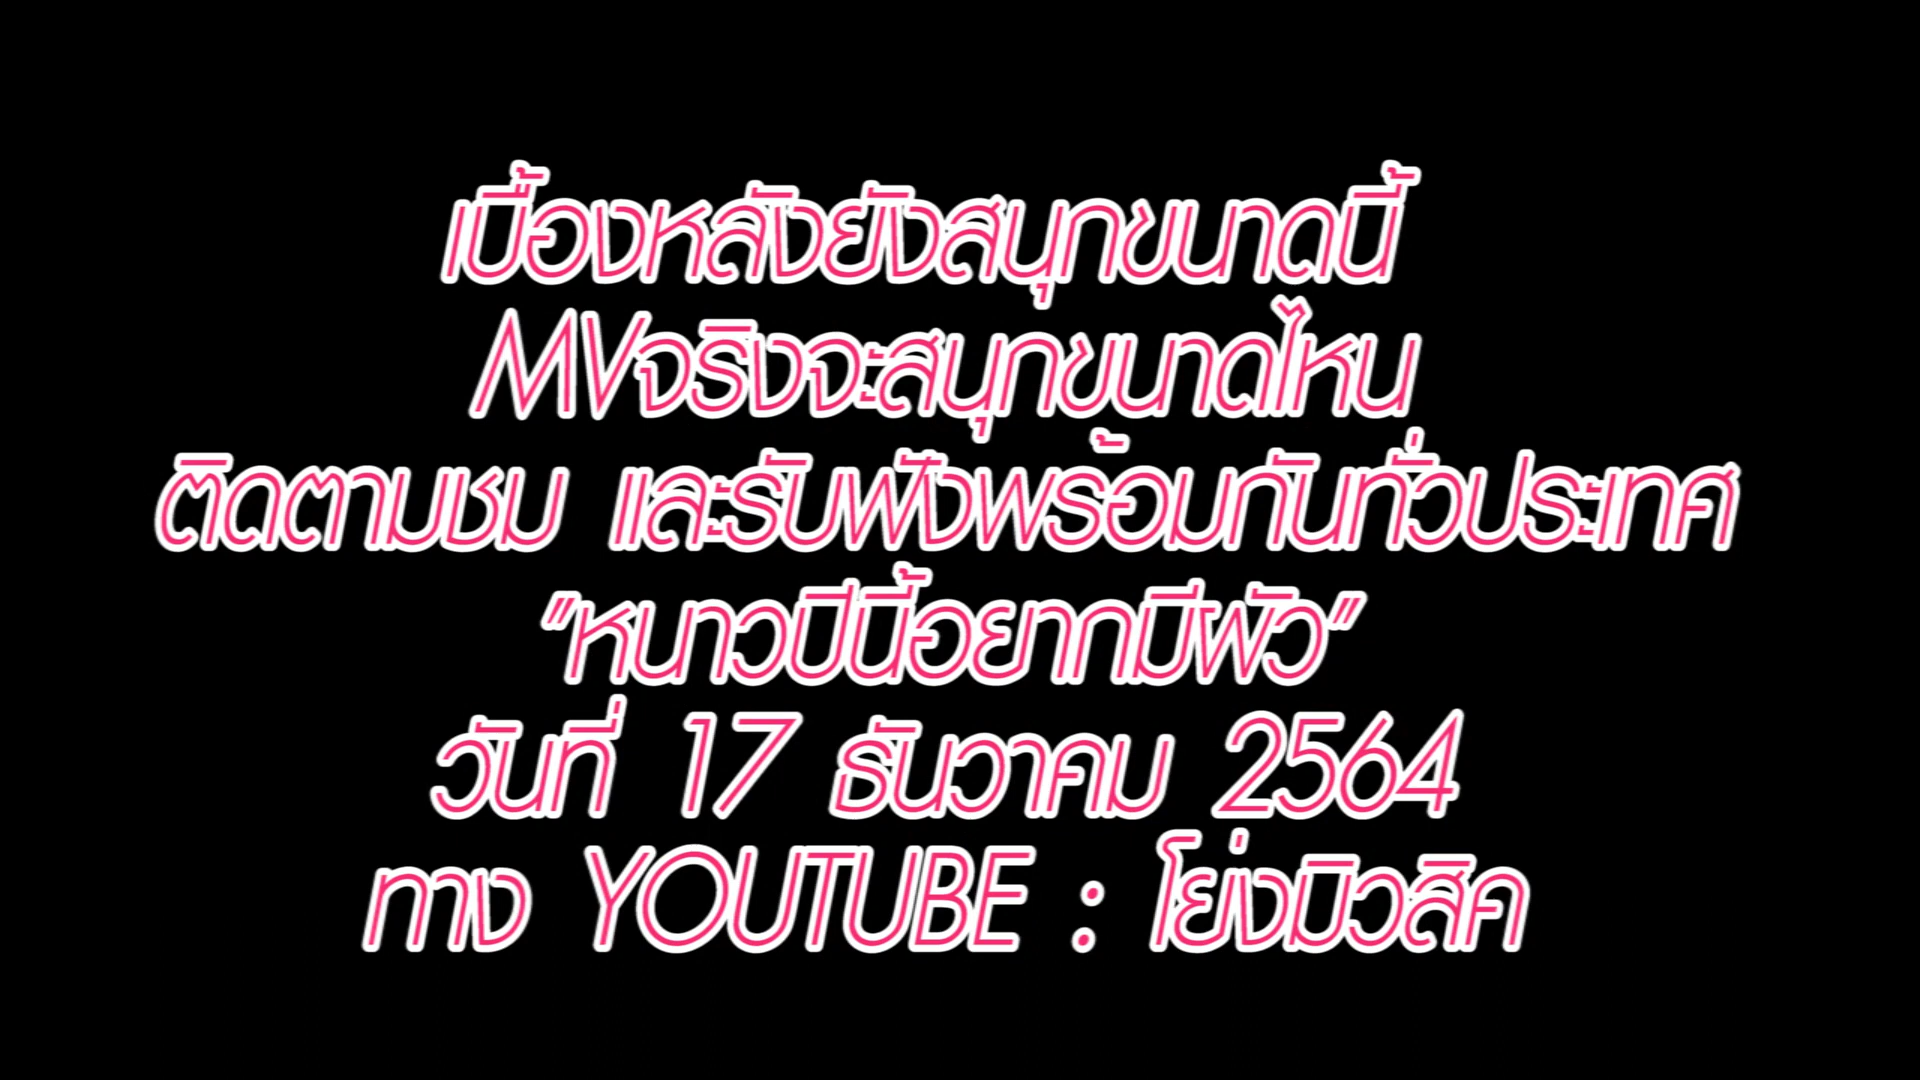 เบื้องหลังยังสนุกขนาดนี้
MVจริงจะสนุกขนาดไหน
ติดตามชม และรับฟังพร้อมกันทั่วประเทศ
"หนาวปีนี้อยากมีผัว"
วันที่ 17 ธันวาคม 2564
ทาง YOUTUBE : โย่งมิวสิค